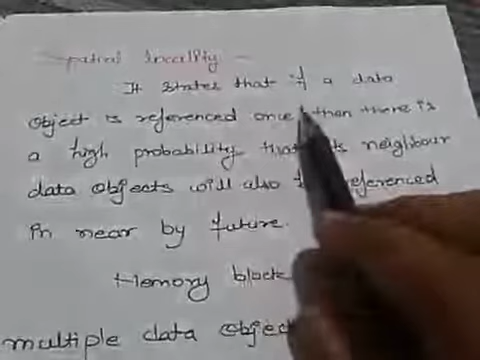 Spatial locality
It states that if a data
object is referenced once then there is
a high probability that its neighbour
data objects will also be referenced
in near by future.
Memory block
multiple data object